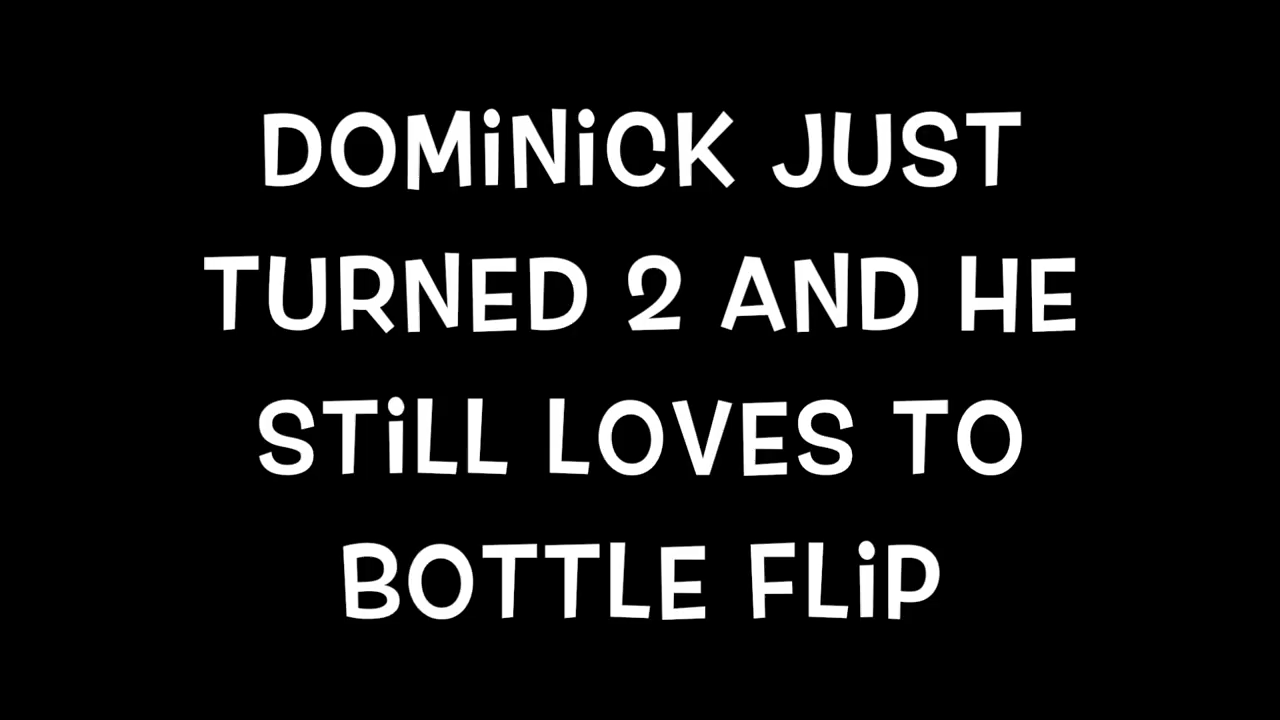 DOMiNiCK JUST
TURNED 2 AND HE
STiLL LOVES TO
BOTTLE FLiP